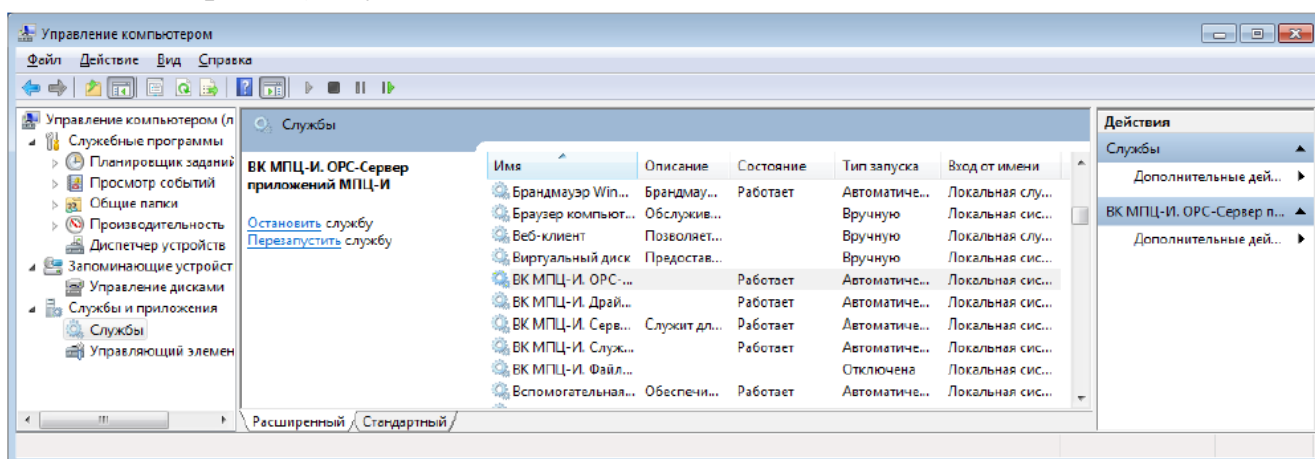 Управление компьютером
Файл Действие Вид Справка
Управление компьютером (л
Служебные программы
Планировщик заданий
Просмотр событий
Общие папки
Производительность
Диспетчер устройств
Запоминающие устройст
Управление дисками
Службы и приложения
Службы
Управляющий элемен
Службы
ВК МПЦ-И. ОРС-Сервер
приложений МПЦ-И
Остановить службу
Перезапустить службу
Имя Описание Состояние Тип запуска Вход от имени
Брандмауэр Win... Брандмау... Работает Автоматиче... Локальная слу...
Браузер компьют... Обслужив... Вручную Локальная сис...
Веб-клиент Позволяет... Вручную Локальная слу...
Виртуальный диск Предостав... Вручную Локальная сис...
ВК МПЦ-И. ОРС-... Работает Автоматиче... Локальная сис...
ВК МПЦ-И. Драй... Работает Автоматиче... Локальная сис...
ВК МПЦ-И. Серв... Служит дл... Работает Автоматиче... Локальная сис...
ВК МПЦ-И. Служ... Работает Автоматиче... Локальная сис...
ВК МПЦ-И. Файл... Отключена Локальная сис...
Вспомогательная... Обеспечи... Работает Автоматиче... Локальная сис...
Расширенный Стандартный
Действия
Службы
Дополнительные дей...
ВК МПЦ-И. ОРС-Сервер п...
Дополнительные дей...